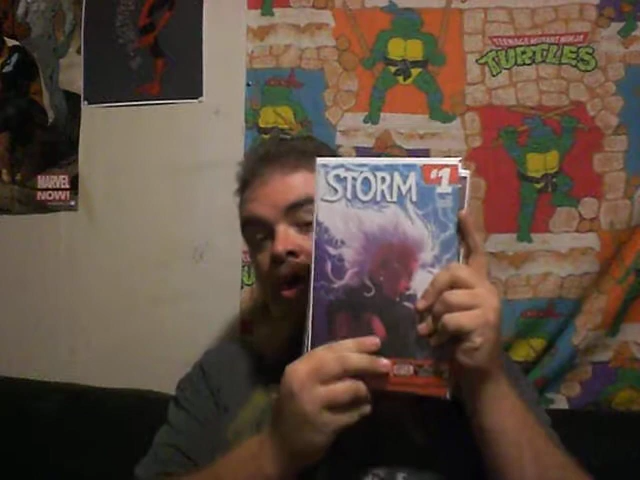 MARVEL
NOW!
TEENAGE MUTANT NINJA
TURTLES
STORM
#1